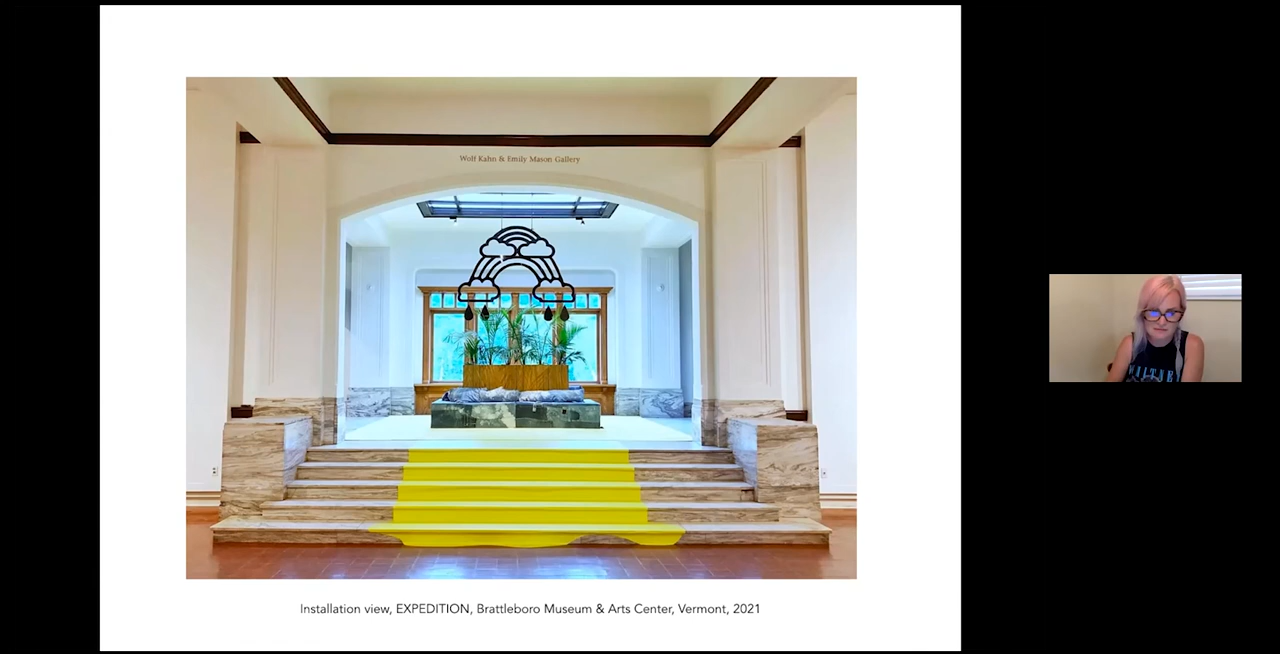 Wolf Kahn & Emily Mason Gallery
Installation view, EXPEDITION, Brattleboro Museum & Arts Center, Vermont, 2021